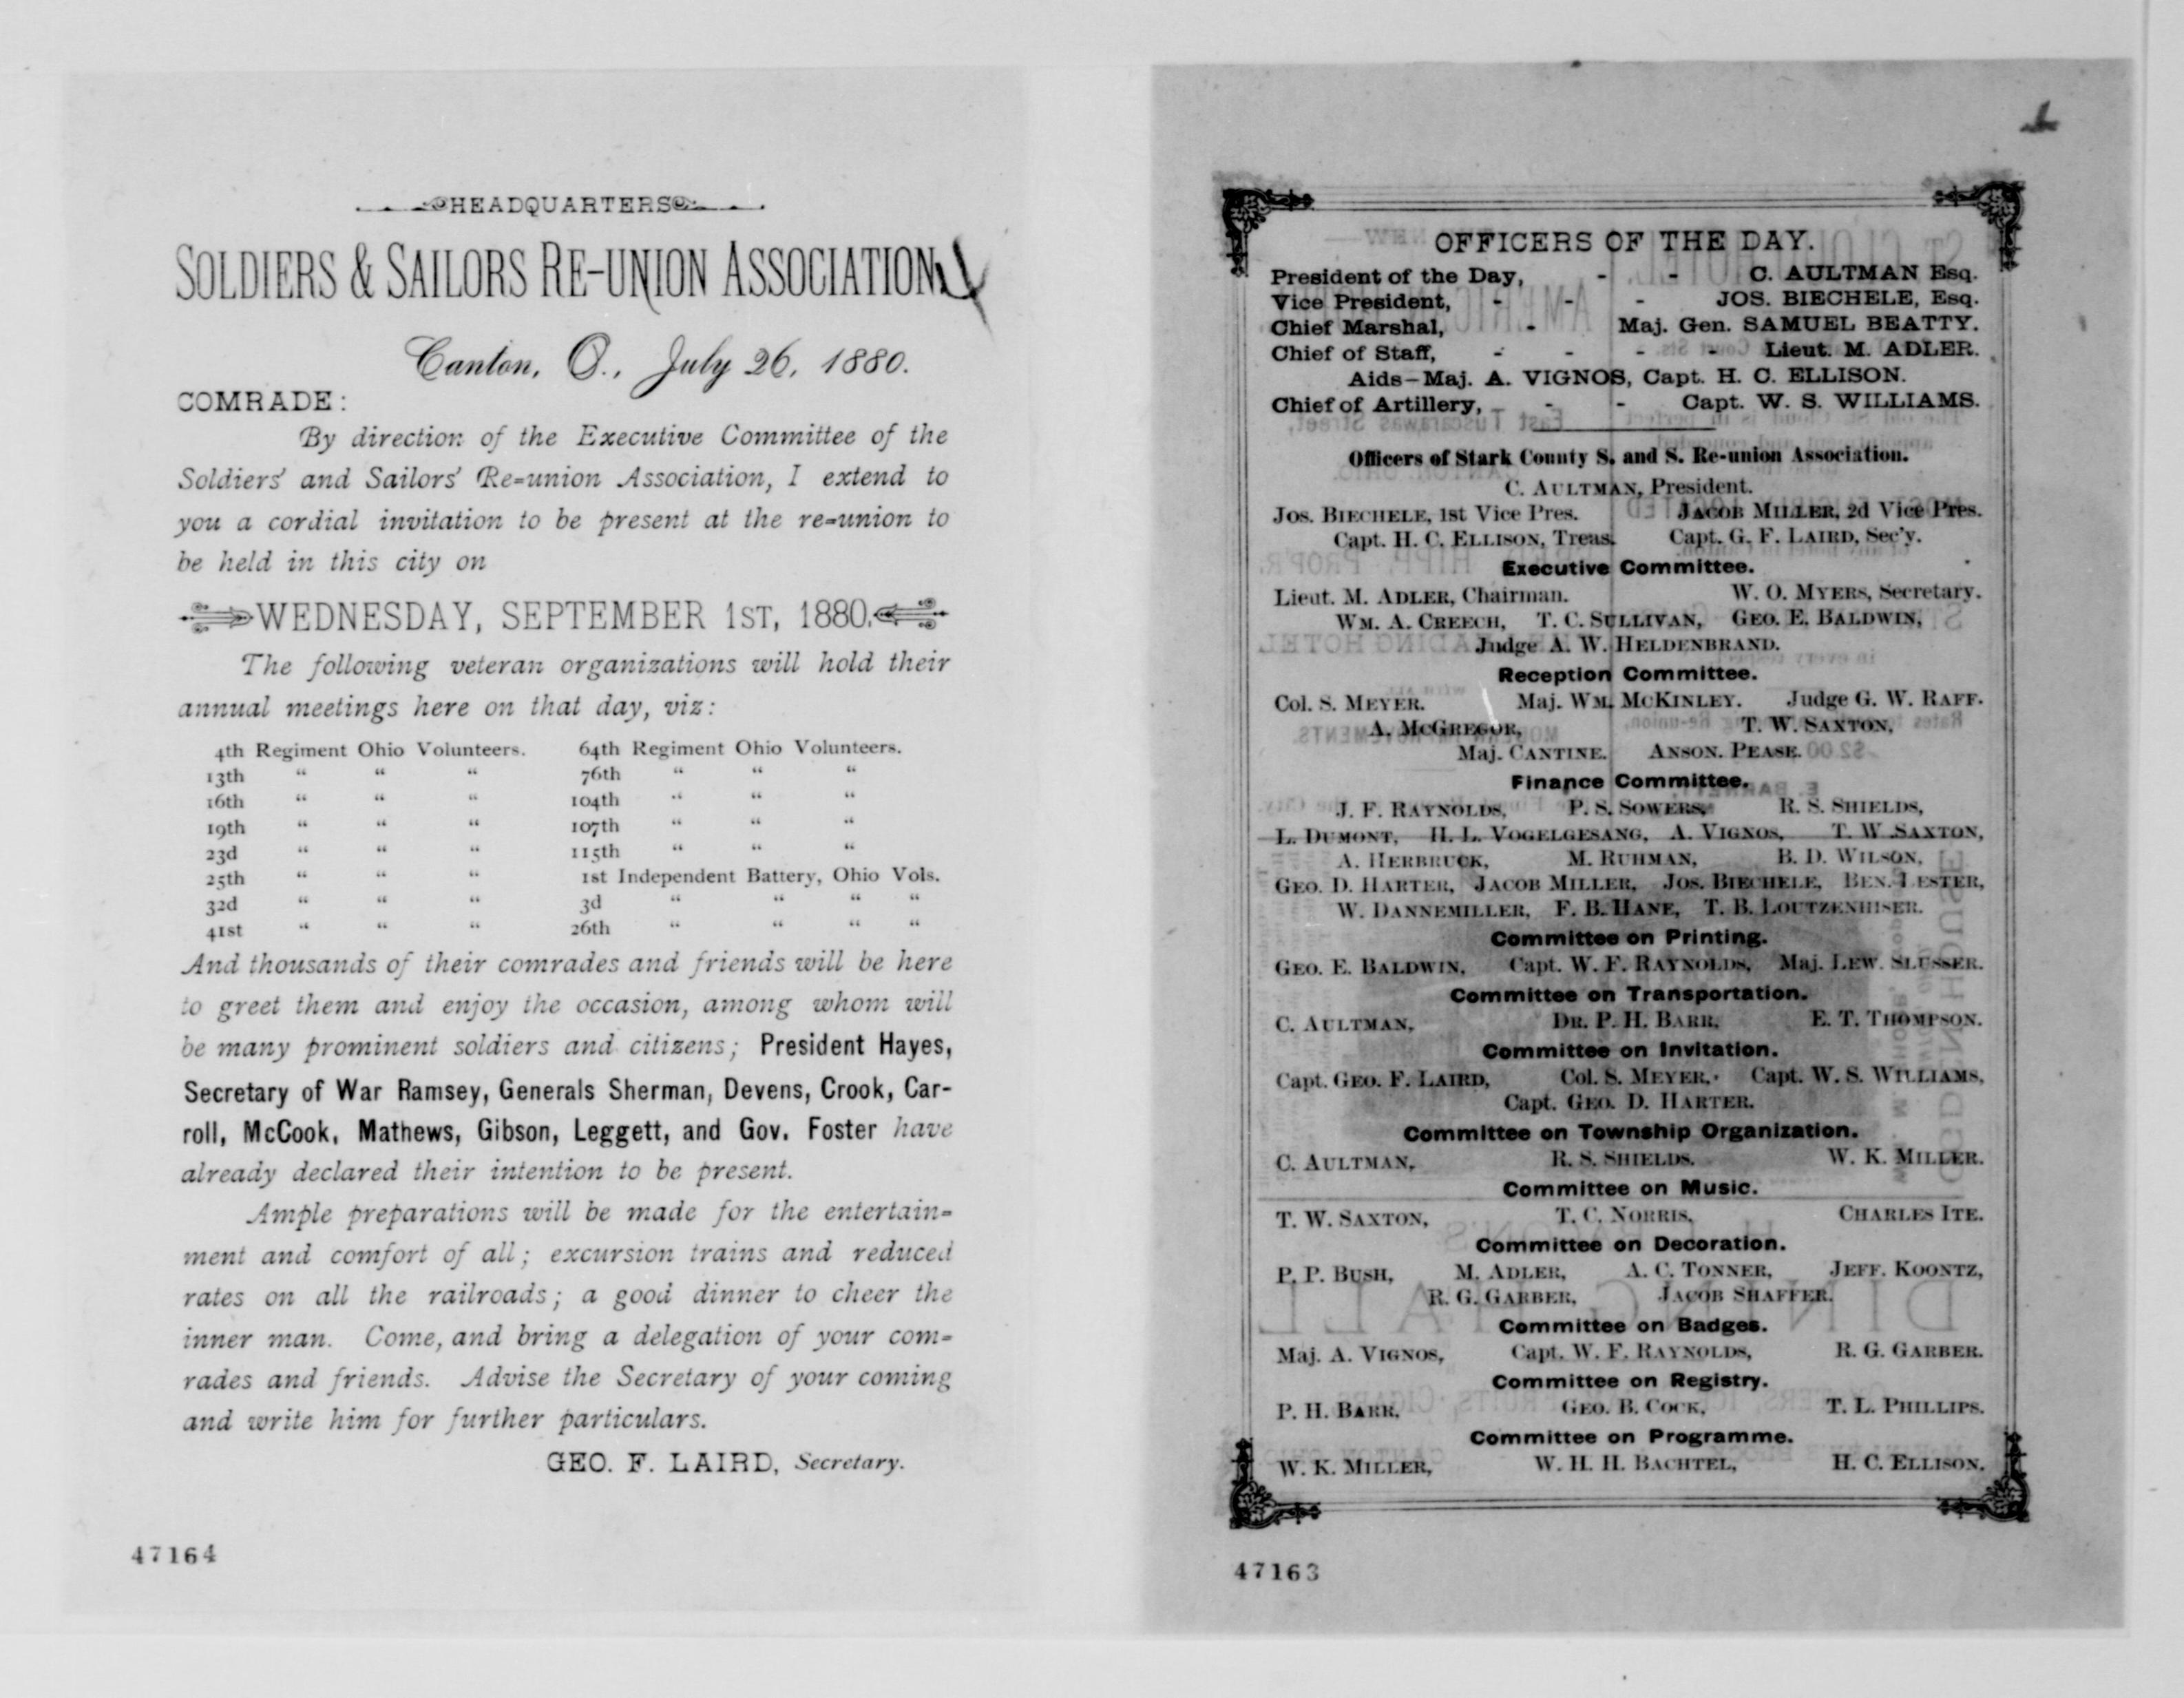 HEADQUARTERS
SOLDIERS & SAILORS RE-UNION ASSOCIATION,
Canton, O., July 26, 1880.
COMRADE:
By direction of the Executive Committee of the
Soldiers' and Sailors' Re-union Association, I extend to
you a cordial invitation to be present at the re-union to
be held in this city on
WEDNESDAY, SEPTEMBER 1ST, 1880.
The following veteran organizations will hold their
annual meetings here on that day, viz:
4th Regiment Ohio Volunteers. 64th Regiment Ohio Volunteers.
13th " " " 76th " " "
16th " " " 104th " " "
19th " " " 107th " " "
23d " " " 115th " " "
25th " " " 1st Independent Battery, Ohio Vols.
32d " " " 3d " " " "
41st " " " 26th " " " "
And thousands of their comrades and friends will be here
to greet them and enjoy the occasion, among whom will
be many prominent soldiers and citizens; President Hayes,
Secretary of War Ramsey, Generals Sherman, Devens, Crook, Car-
roll, McCook, Mathews, Gibson, Leggett, and Gov. Foster have
already declared their intention to be present.
Ample preparations will be made for the entertain-
ment and comfort of all; excursion trains and reduced
rates on all the railroads; a good dinner to cheer the
inner man. Come, and bring a delegation of your com-
rades and friends. Advise the Secretary of your coming
and write him for further particulars.
GEO. F. LAIRD, Secretary.
47164
OFFICERS OF THE DAY.
President of the Day, - - C. AULTMAN Esq.
Vice President, - - - JOS. BIECHELE, Esq.
Chief Marshal, - Maj. Gen. SAMUEL BEATTY.
Chief of Staff, - - - - Lieut. M. ADLER.
Aids–Maj. A. VIGNOS, Capt. H. C. ELLISON.
Chief of Artillery, - - Capt. W. S. WILLIAMS.
Officers of Stark County S. and S. Re-union Association.
C. AULTMAN, President.
JOS. BIECHELE, 1st Vice Pres. JACOB MILLER, 2d Vice Pres.
Capt. H. C. ELLISON, Treas. Capt. G. F. LAIRD, Sec'y.
Executive Committee.
Lieut. M. ADLER, Chairman. W. O. MYERS, Secretary.
WM. A. CREECH, T. C. SULLIVAN, GEO. E. BALDWIN,
Judge A. W. HELDENBRAND.
Reception Committee.
Col. S. MEYER. Maj. WM. McKINLEY. Judge G. W. RAFF.
A. McGREGOR, T. W. SAXTON,
Maj. CANTINE. ANSON. PEASE.
Finance Committee.
J. F. RAYNOLDS, P. S. SOWERS, R. S. SHIELDS,
L. DUMONT, H. L. VOGELGESANG, A. VIGNOS, T. W. SAXTON,
A. HERBRUCK, M. RUHMAN, B. D. WILSON,
GEO. D. HARTER, JACOB MILLER, JOS. BIECHELE, BEN. LESTER,
W. DANNEMILLER, F. B. HANE, T. B. LOUTZENHISER.
Committee on Printing.
GEO. E. BALDWIN, Capt. W. F. RAYNOLDS, Maj. LEW. SLUSSER.
Committee on Transportation.
C. AULTMAN, DR. P. H. BARR, E. T. THOMPSON.
Committee on Invitation.
Capt. GEO. F. LAIRD, Col. S. MEYER, Capt. W. S. WILLIAMS,
Capt. GEO. D. HARTER.
Committee on Township Organization.
C. AULTMAN, R. S. SHIELDS. W. K. MILLER.
Committee on Music.
T. W. SAXTON, T. C. NORRIS, CHARLES ITE.
Committee on Decoration.
P. P. BUSH, M. ADLER, A. C. TONNER, JEFF. KOONTZ,
R. G. GARBER, JACOB SHAFFER.
Committee on Badges.
Maj. A. VIGNOS, Capt. W. F. RAYNOLDS, R. G. GARBER.
Committee on Registry.
P. H. BARR, GEO. B. COCK, T. L. PHILLIPS.
Committee on Programme.
W. K. MILLER, W. H. H. BACHTEL, H. C. ELLISON.
47163